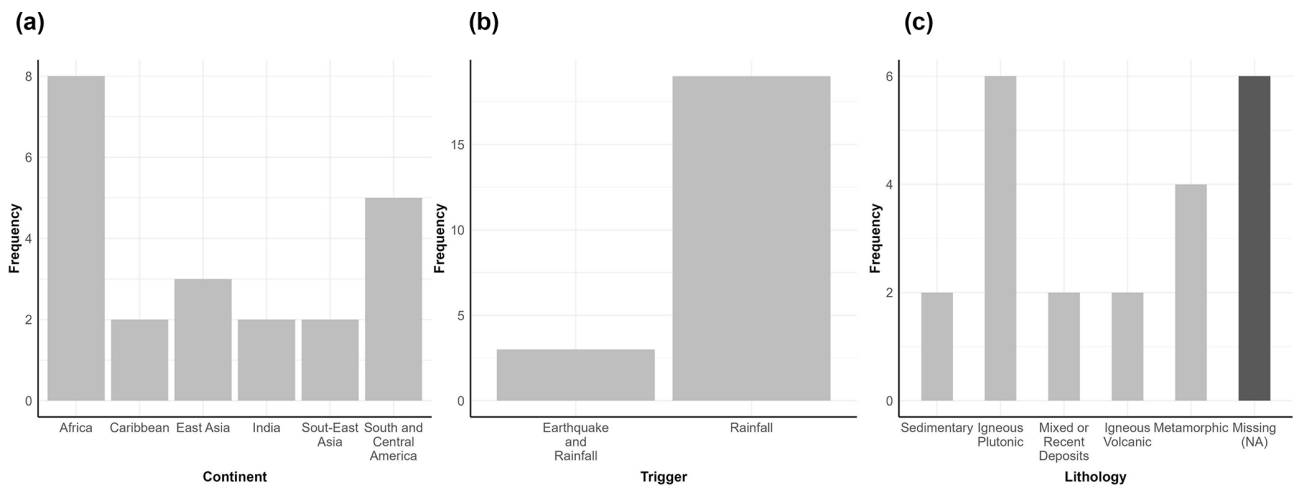 (a)
Frequency
8
6
4
2
0
Africa
Caribbean
East Asia
India
Sout-East
Asia
South and
Central
America
Continent
(b)
Frequency
15
10
5
0
Earthquake
and
Rainfall
Rainfall
Trigger
(c)
Frequency
6
4
2
0
Sedimentary
Igneous
Plutonic
Mixed or
Recent
Deposits
Igneous
Volcanic
Metamorphic
Missing
(NA)
Lithology